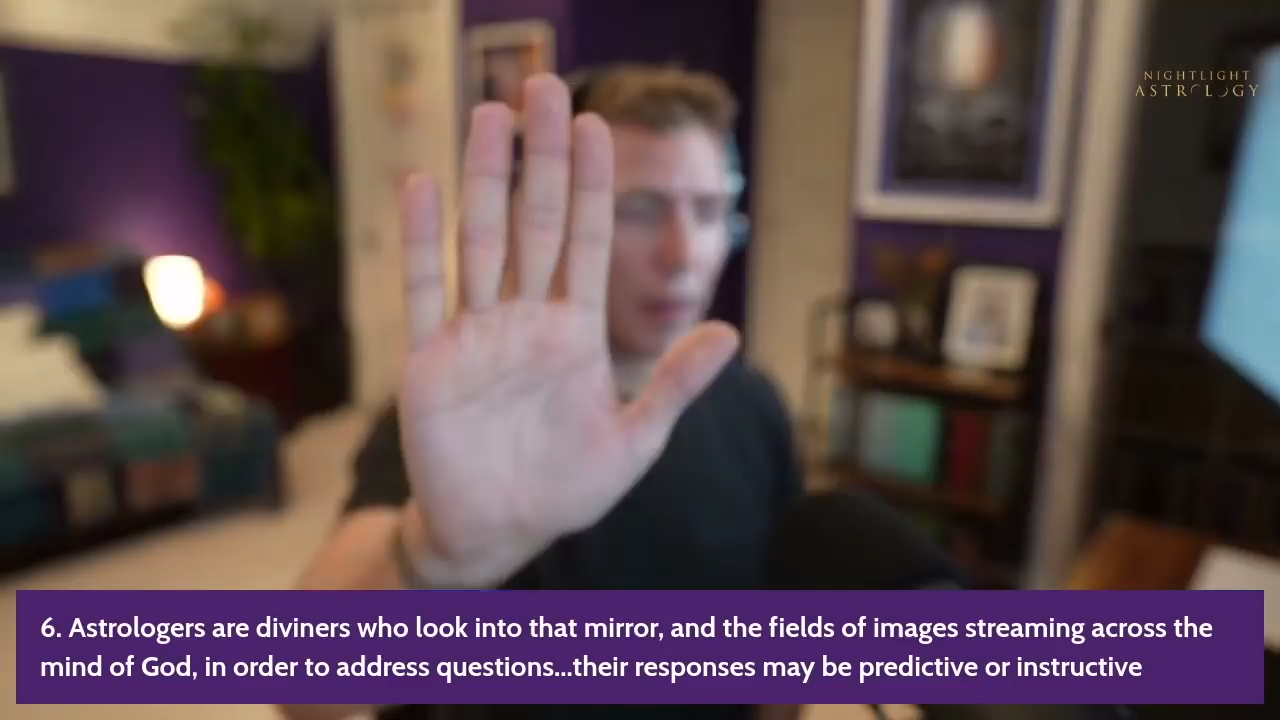 NIGHTLIGHT
ASTROLOGY
6. Astrologers are diviners who look into that mirror, and the fields of images streaming across the
mind of God, in order to address questions...their responses may be predictive or instructive